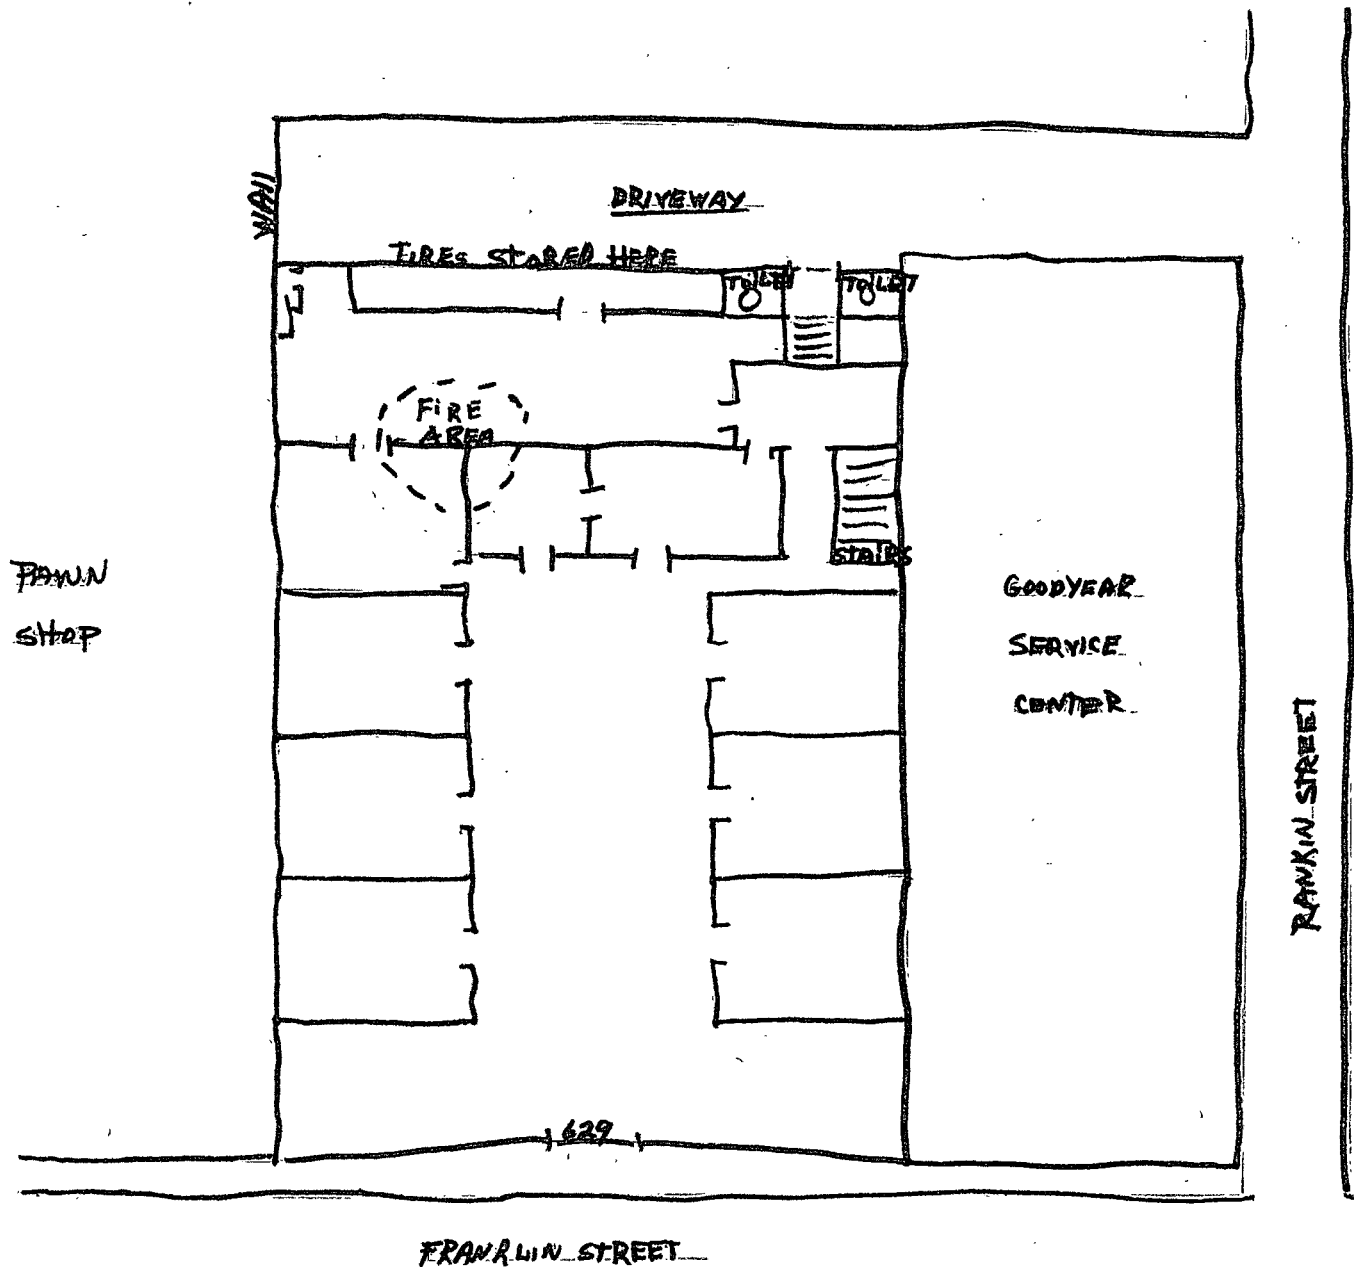 WALL
DRIVEWAY
TIRES STORED HERE
TOILET
TOILET
FIRE
AREA
STAIRS
PAWN
SHOP
GOODYEAR
SERVICE
CENTER
RANKIN STREET
629
FRANKLIN STREET